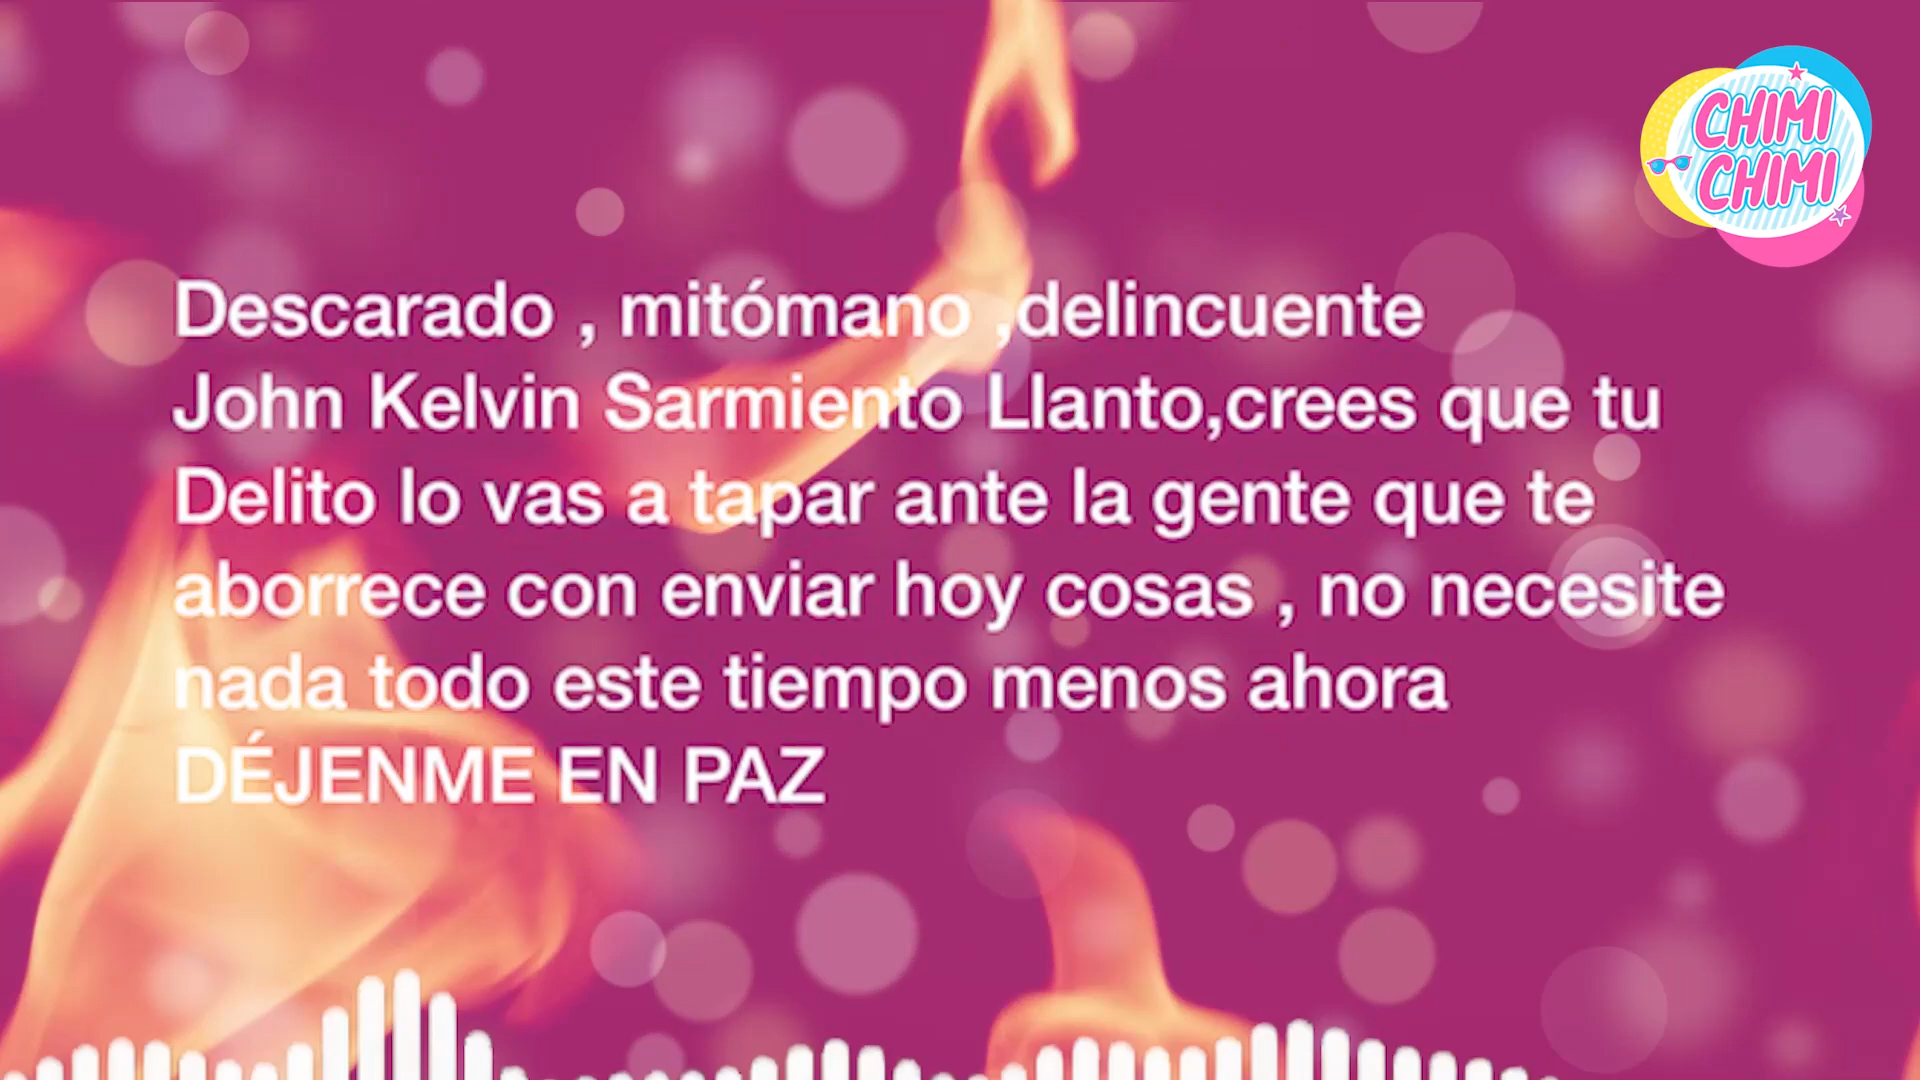 CHIMI
CHIMI
Descarado , mitómano ,delincuente
John Kelvin Sarmiento Llanto,crees que tu
Delito lo vas a tapar ante la gente que te
aborrece con enviar hoy cosas , no necesite
nada todo este tiempo menos ahora
DÉJENME EN PAZ